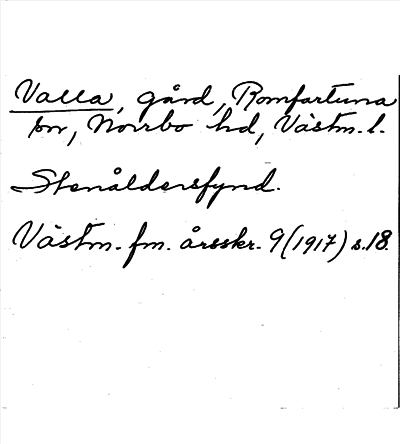 Valla, gård, Romfartuna
sn, Norrbo hd, Västm. l.
Stenåldersfynd.
Västm. fm. årsskr. 9 (1917) s. 18.